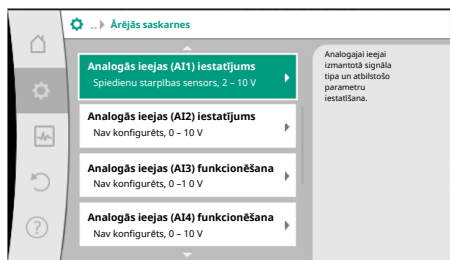 ..▸ Ārējās saskarnes
Analogās ieejas (AI1) iestatījums
Spiedienu starpības sensors, 2 – 10 V
Analogās ieejas (AI2) iestatījums
Nav konfigurēts, 0 – 10 V
Analogās ieejas (AI3) funkcionēšana
Nav konfigurēts, 0 –1 0 V
Analogās ieejas (AI4) funkcionēšana
Nav konfigurēts, 0 – 10 V
Analogajai ieejai
izmantotā signāla
tipa un atbilstošo
parametru
iestatīšana.